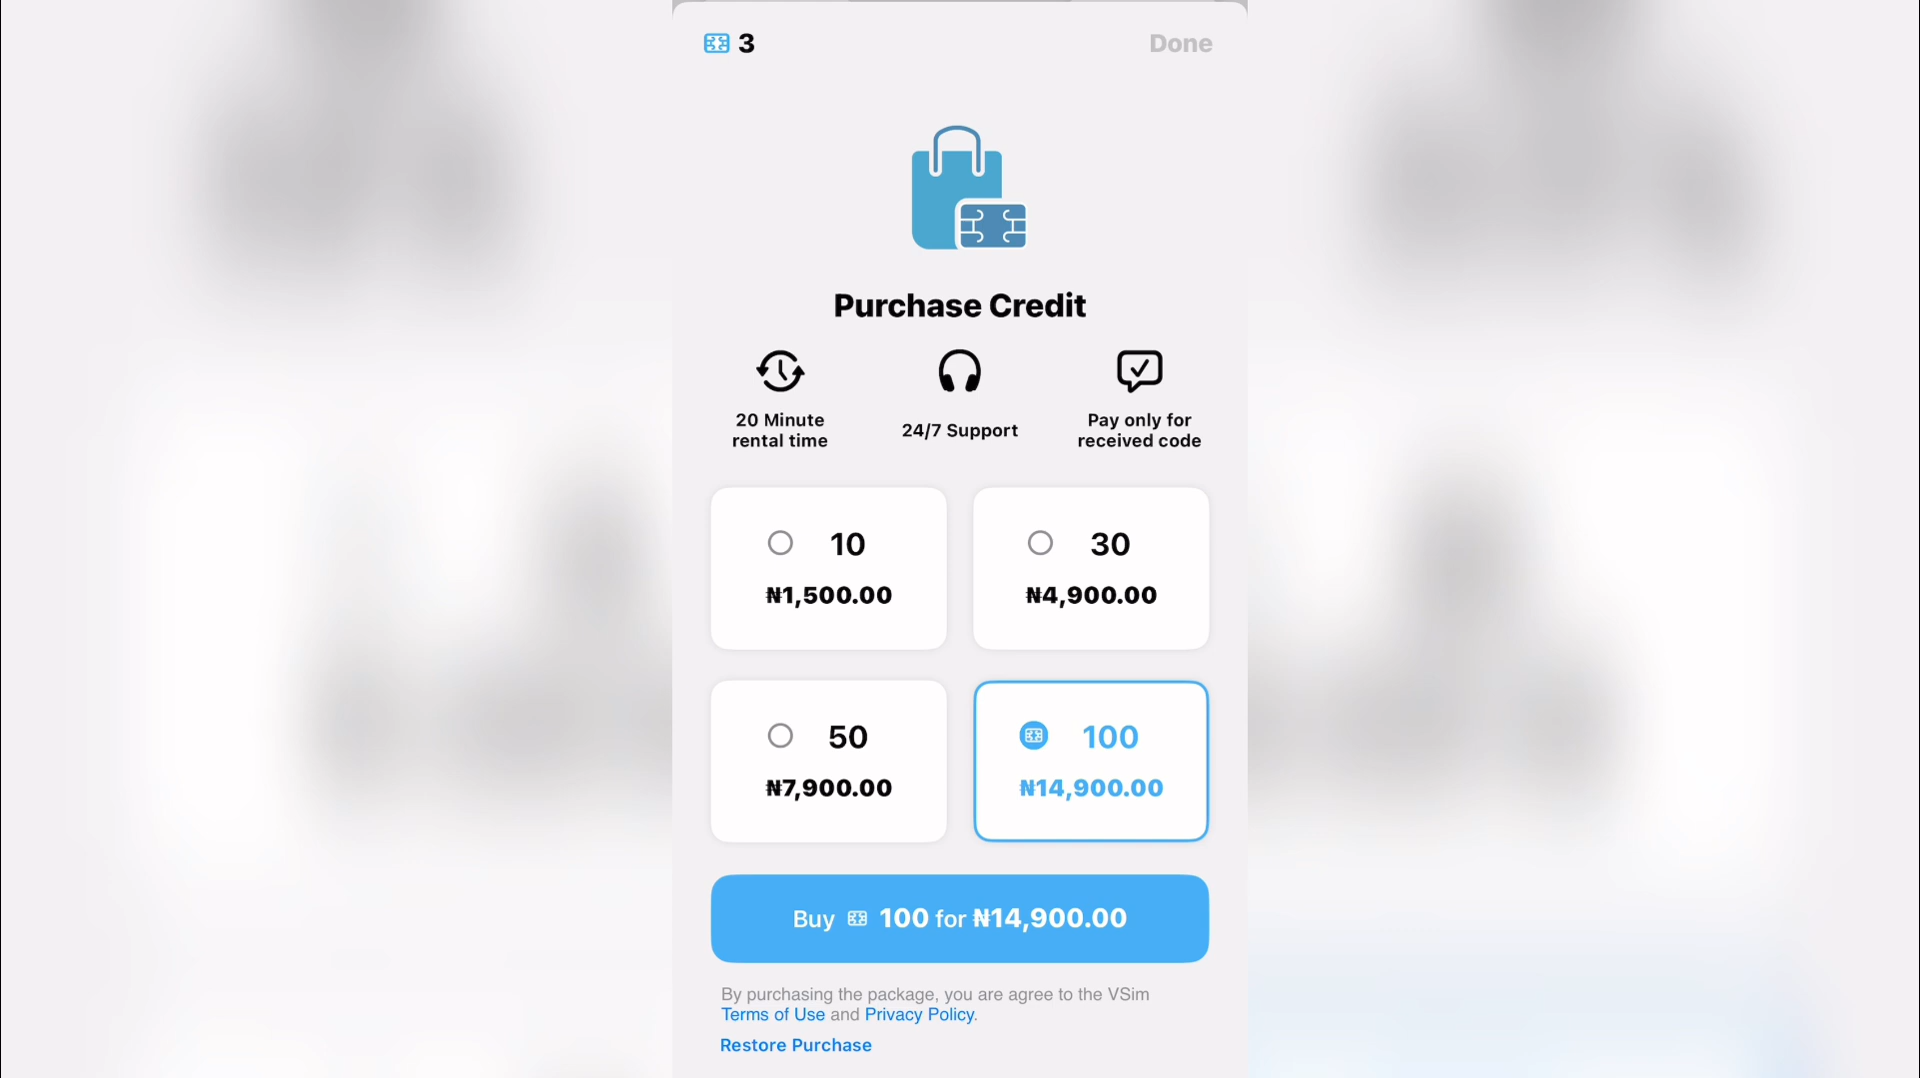 3
Done
Purchase Credit
20 Minute
rental time
24/7 Support
Pay only for
received code
10
₦1,500.00
30
₦4,900.00
50
₦7,900.00
100
₦14,900.00
Buy 100 for ₦14,900.00
By purchasing the package, you are agree to the VSim
Terms of Use and Privacy Policy.
Restore Purchase